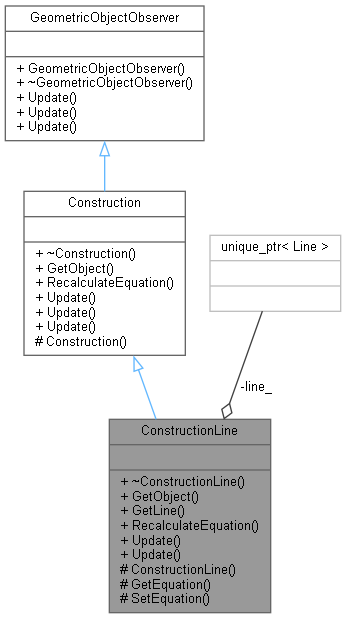 GeometricObjectObserver
+ GeometricObjectObserver()
+ ~GeometricObjectObserver()
+ Update()
+ Update()
+ Update()
Construction
+ ~Construction()
+ GetObject()
+ RecalculateEquation()
+ Update()
+ Update()
+ Update()
# Construction()
unique_ptr< Line >
-line_
ConstructionLine
+ ~ConstructionLine()
+ GetObject()
+ GetLine()
+ RecalculateEquation()
+ Update()
+ Update()
# ConstructionLine()
# GetEquation()
# SetEquation()